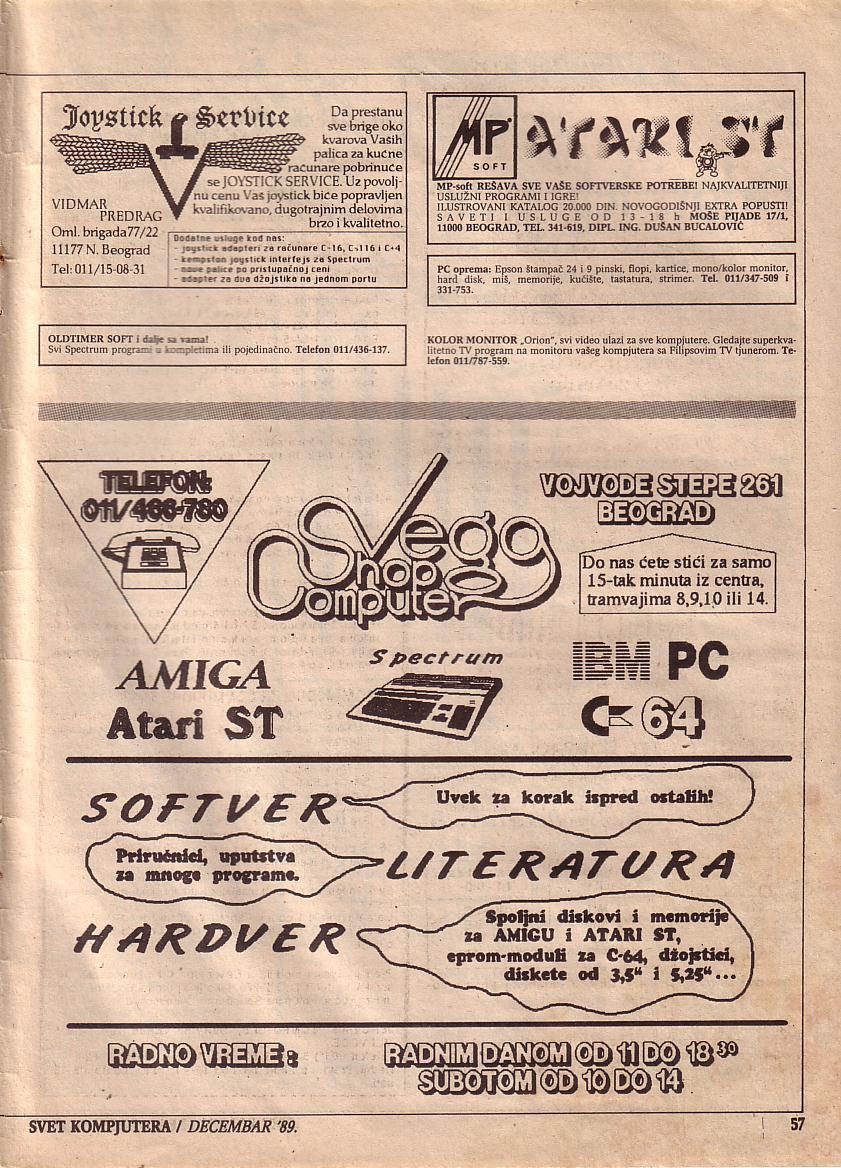 Joystick Service
Da prestanu
sve brige oko
kvarova Vaših
palica za kućne
računare pobrinuće
se JOYSTICK SERVICE. Uz povolj-
nu cenu Vaš joystick biće popravljen
kvalifikovano, dugotrajnim delovima
brzo i kvalitetno.
VIDMAR
PREDRAG
Oml. brigada77/22
11177 N. Beograd
Tel: 011/15-08-31
Dodatne usluge kod nas:
- joystick adapteri za računare C-16, C-116 i C+4
- kempston joystick interfejs za Spectrum
- nove palice po pristupačnoj ceni
- adapter za dva džojstika na jednom portu
OLDTIMER SOFT i dalje sa vama!
Svi Spectrum programi u kompletima ili pojedinačno. Telefon 011/436-137.
MP
SOFT
ATARI ST
MP-soft REŠAVA SVE VAŠE SOFTVERSKE POTREBE! NAJKVALITETNIJI
USLUŽNI PROGRAMI I IGRE!
ILUSTROVANI KATALOG 20.000 DIN. NOVOGODIŠNJI EXTRA POPUSTI!
SAVETI I USLUGE OD 13-18 h MOŠE PIJADE 17/1,
11000 BEOGRAD, TEL. 341-619, DIPL. ING. DUŠAN BUCALOVIĆ
PC oprema: Epson štampač 24 i 9 pinski, flopi, kartice, mono/kolor monitor,
hard disk, miš, memorije, kućište, tastatura, strimer. Tel. 011/347-509 i
331-753.
KOLOR MONITOR „Orion", svi video ulazi za sve kompjutere. Gledajte superkva-
litetno TV program na monitoru vašeg kompjutera sa Filipsovim TV tjunerom. Te-
lefon 011/787-559.
TELEFON:
011/466-780
Vega
Shop
Computer
VOJVODE STEPE 261
BEOGRAD
Do nas ćete stići za samo
15-tak minuta iz centra,
tramvajima 8,9,10 ili 14.
AMIGA
Atari ST
Spectrum
IBM PC
C 64
SOFTVER
Uvek za korak ispred ostalih!
Priručnici, uputstva
za mnoge programe.
LITERATURA
HARDVER
Spoljni diskovi i memorije
za AMIGU i ATARI ST,
eprom-moduli za C-64, džojstici,
diskete od 3,5" i 5,25"...
RADNO VREME:
RADNIM DANOM OD 11 DO 18 30
SUBOTOM OD 10 DO 14
SVET KOMPJUTERA / DECEMBAR '89.
57